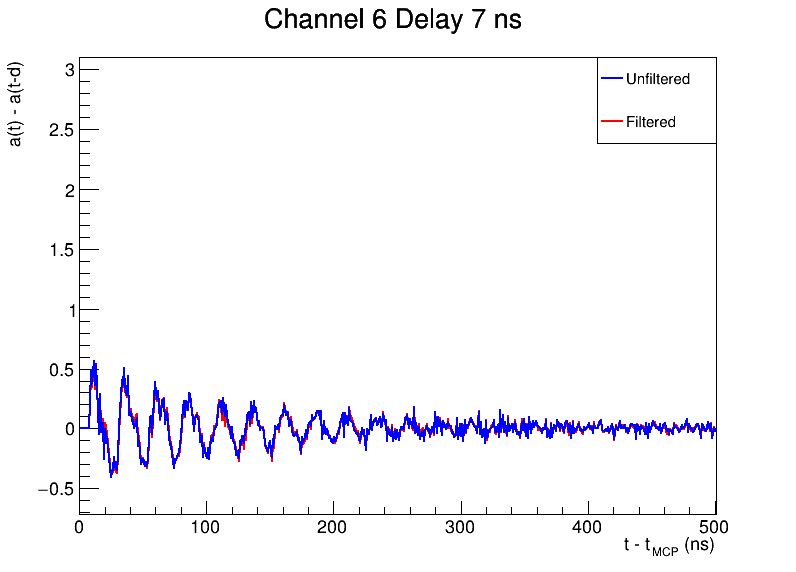 Channel 6 Delay 7 ns
a(t) - a(t-d)
3
2.5
2
1.5
1
0.5
0
−0.5
Unfiltered
Filtered
0 100 200 300 400 500
t - t_MCP (ns)